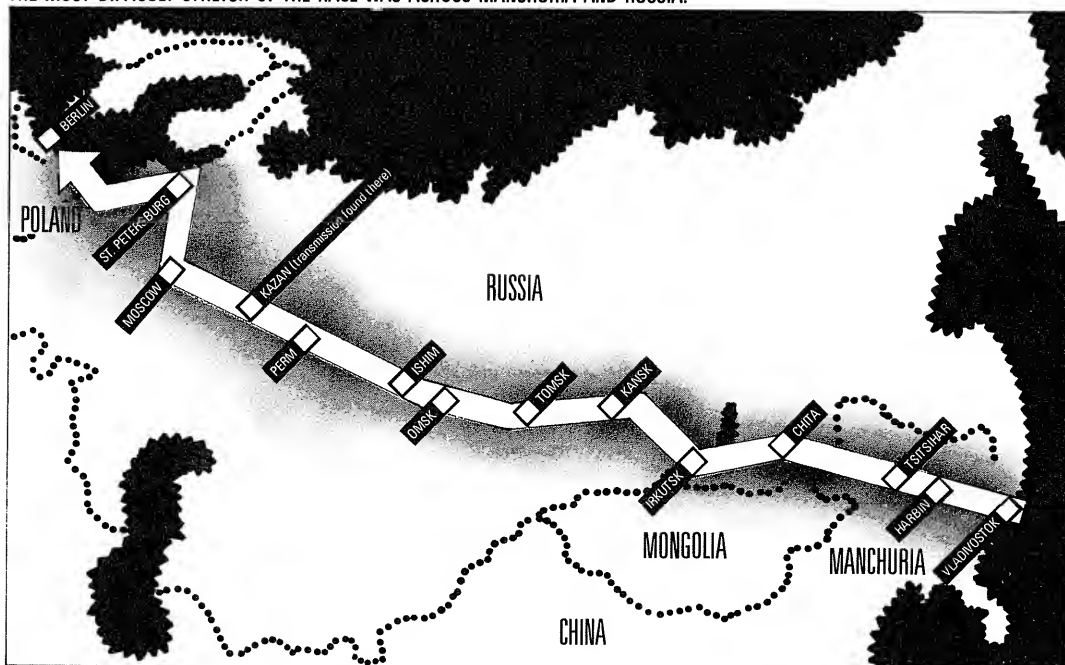 THE MOST DIFFICULT STRETCH OF THE RACE WAS ACROSS MANCHURIA AND RUSSIA.
BERLIN
POLAND
ST. PETERSBURG
MOSCOW
KAZAN (transmission found there)
RUSSIA
PERM
ISHIM
OMSK
TOMSK
KANSK
IRKUTSK
CHITA
TSITSIHAR
HARBIN
VLADIVOSTOK
MONGOLIA
MANCHURIA
CHINA